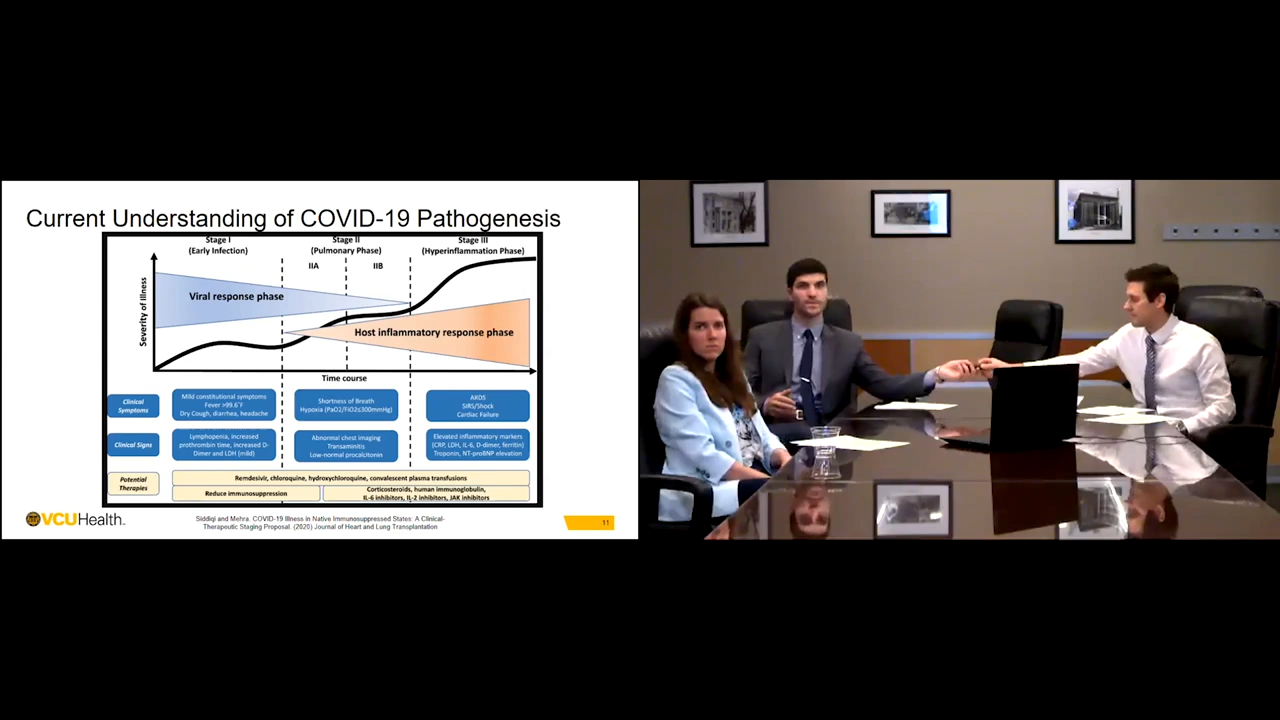 Current Understanding of COVID-19 Pathogenesis
Stage I
(Early Infection)
Stage II
(Pulmonary Phase)
Stage III
(Hyperinflammation Phase)
IIA
IIB
Severity of Illness
Viral response phase
Host inflammatory response phase
Time course
Clinical
Symptoms
Mild constitutional symptoms
Fever >99.6°F
Dry Cough, diarrhea, headache
Shortness of Breath
Hypoxia (PaO2/FiO2≤300mmHg)
ARDS
SIRS/Shock
Cardiac Failure
Clinical Signs
Lymphopenia, increased
prothrombin time, increased D-
Dimer and LDH (mild)
Abnormal chest imaging
Transaminitis
Low-normal procalcitonin
Elevated inflammatory markers
(CRP, LDH, IL-6, D-dimer, ferritin)
Troponin, NT-proBNP elevation
Potential
Therapies
Remdesivir, chloroquine, hydroxychloroquine, convalescent plasma transfusions
Reduce immunosuppression
Corticosteroids, human immunoglobulin,
IL-6 inhibitors, IL-2 inhibitors, JAK inhibitors
VCUHealth.
Siddiqi and Mehra. COVID-19 Illness in Native Immunosuppressed States: A Clinical-
Therapeutic Staging Proposal. (2020) Journal of Heart and Lung Transplantation
11